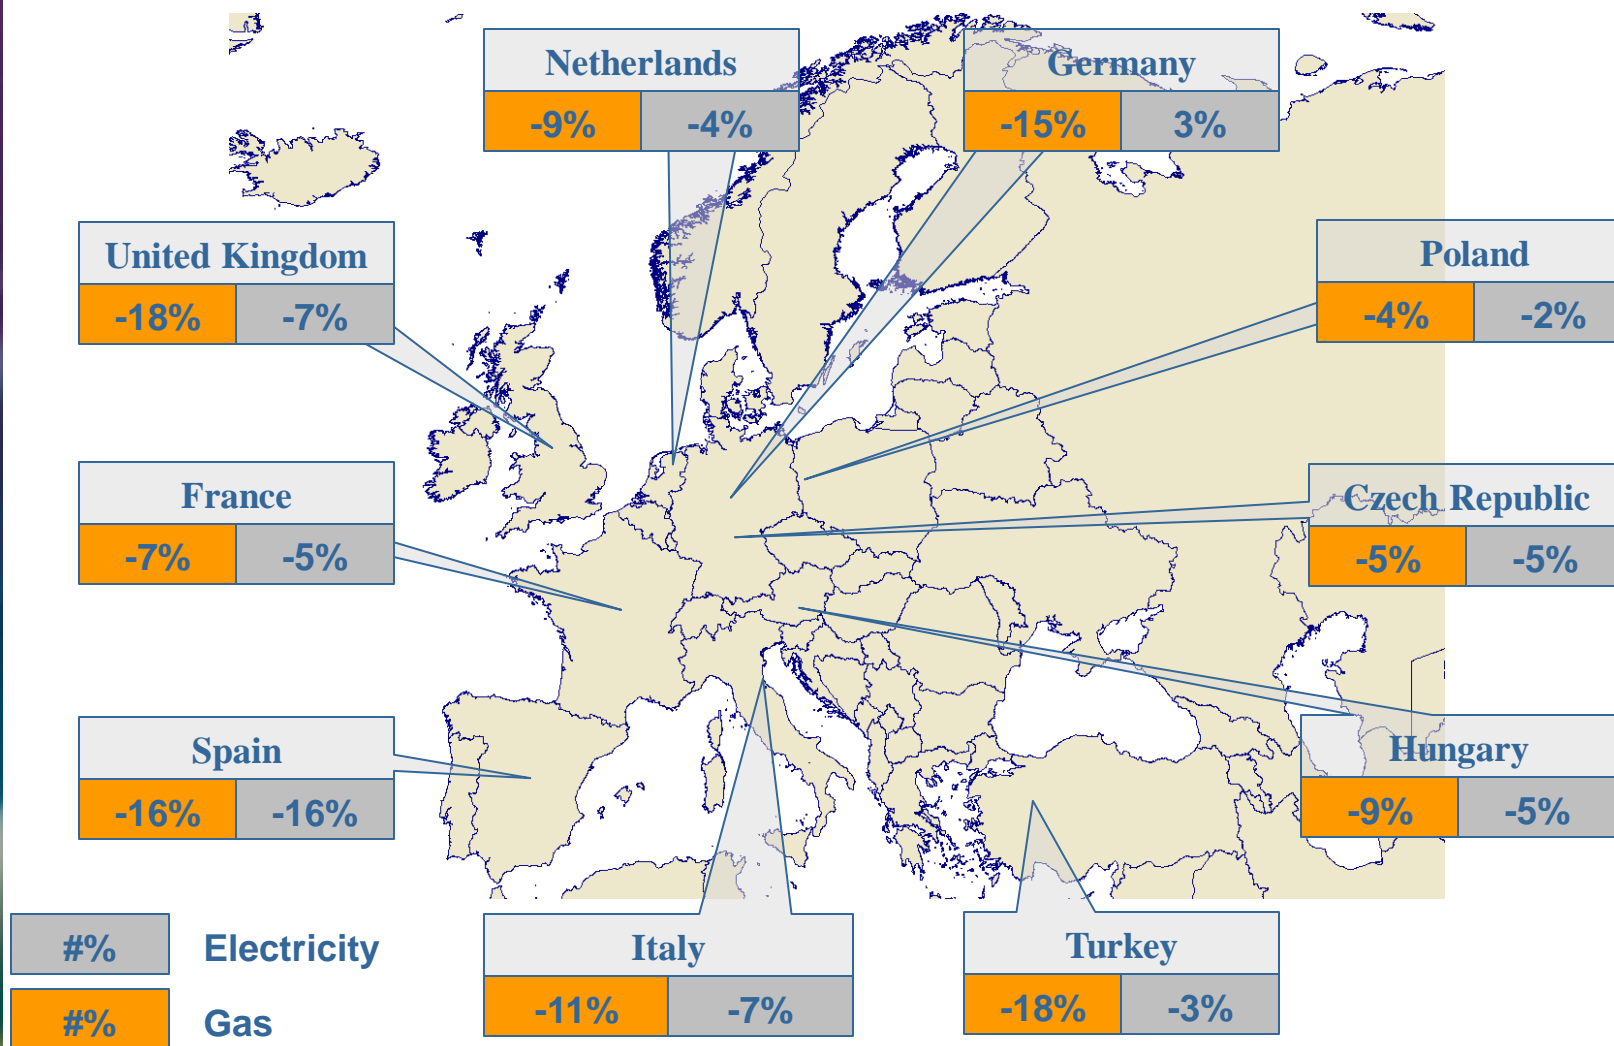 Netherlands
-9% -4%
Germany
-15% 3%
United Kingdom
-18% -7%
Poland
-4% -2%
France
-7% -5%
Czech Republic
-5% -5%
Spain
-16% -16%
Hungary
-9% -5%
Italy
-11% -7%
Turkey
-18% -3%
#% Electricity
#% Gas